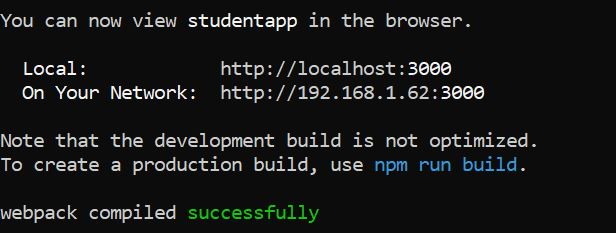 You can now view studentapp in the browser.
Local: http://localhost:3000
On Your Network: http://192.168.1.62:3000
Note that the development build is not optimized.
To create a production build, use npm run build.
webpack compiled successfully